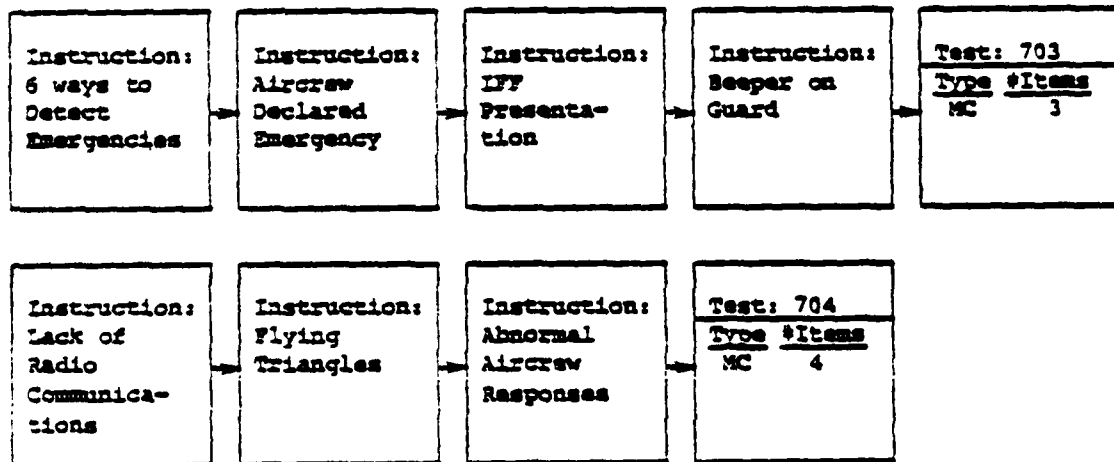 Instruction:
6 ways to
Detect
Emergencies
Instruction:
Aircrew
Declared
Emergency
Instruction:
IFF
Presenta-
tion
Instruction:
Beeper on
Guard
Test: 703
Type #Items
MC 3
Instruction:
Lack of
Radio
Communica-
tions
Instruction:
Flying
Triangles
Instruction:
Abnormal
Aircrew
Responses
Test: 704
Type #Items
MC 4